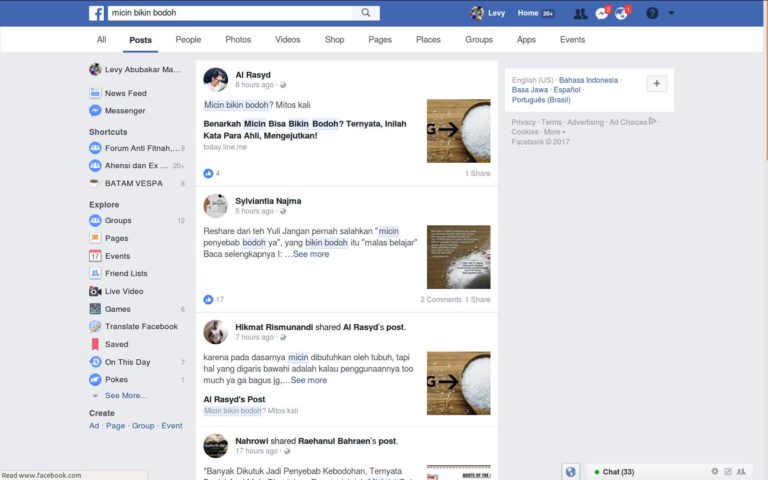 micin bikin bodoh
Levy
Home 20+
2
1
All
Posts
People
Photos
Videos
Shop
Pages
Places
Groups
Apps
Events
Levy Abubakar Ma...
News Feed
Messenger
Shortcuts
Forum Anti Fitnah,... 9
Ahensi dan Ex ... 20+
BATAM VESPA 8
Explore
Groups 12
Pages
17 Events
Friend Lists
Live Video
Games 6
Translate Facebook
Saved
On This Day 7
Pokes 1
See More...
Create
Ad · Page · Group · Event
Al Rasyd
8 hours ago ·
Micin bikin bodoh? Mitos kali
Benarkah Micin Bisa Bikin Bodoh? Ternyata, Inilah
Kata Para Ahli, Mengejutkan!
today.line.me
G
4
1 Share
Sylviantia Najma
5 hours ago ·
Reshare dari teh Yuli Jangan pernah salahkan "micin
penyebab bodoh ya", yang bikin bodoh itu "malas belajar"
Baca selengkapnya I: ...See more
17
2 Comments 1 Share
Hikmat Rismunandi shared Al Rasyd's post.
7 hours ago ·
karena pada dasarnya micin dibutuhkan oleh tubuh, tapi
hal yang digaris bawahi adalah kalau penggunaannya too
much ya ga bagus jg,...See more
Al Rasyd's Post
Micin bikin bodoh? Mitos kali
G
Nahrowi shared Raehanul Bahraen's post.
17 hours ago ·
"Banyak Dikutuk Jadi Penyebab Kebodohan, Ternyata
QUOTE OF THE
English (US) · Bahasa Indonesia ·
Basa Jawa · Español ·
Português (Brasil)
Privacy · Terms · Advertising · Ad Choices ·
Cookies · More
Facebook © 2017
Read www.facebook.com
Chat (33)